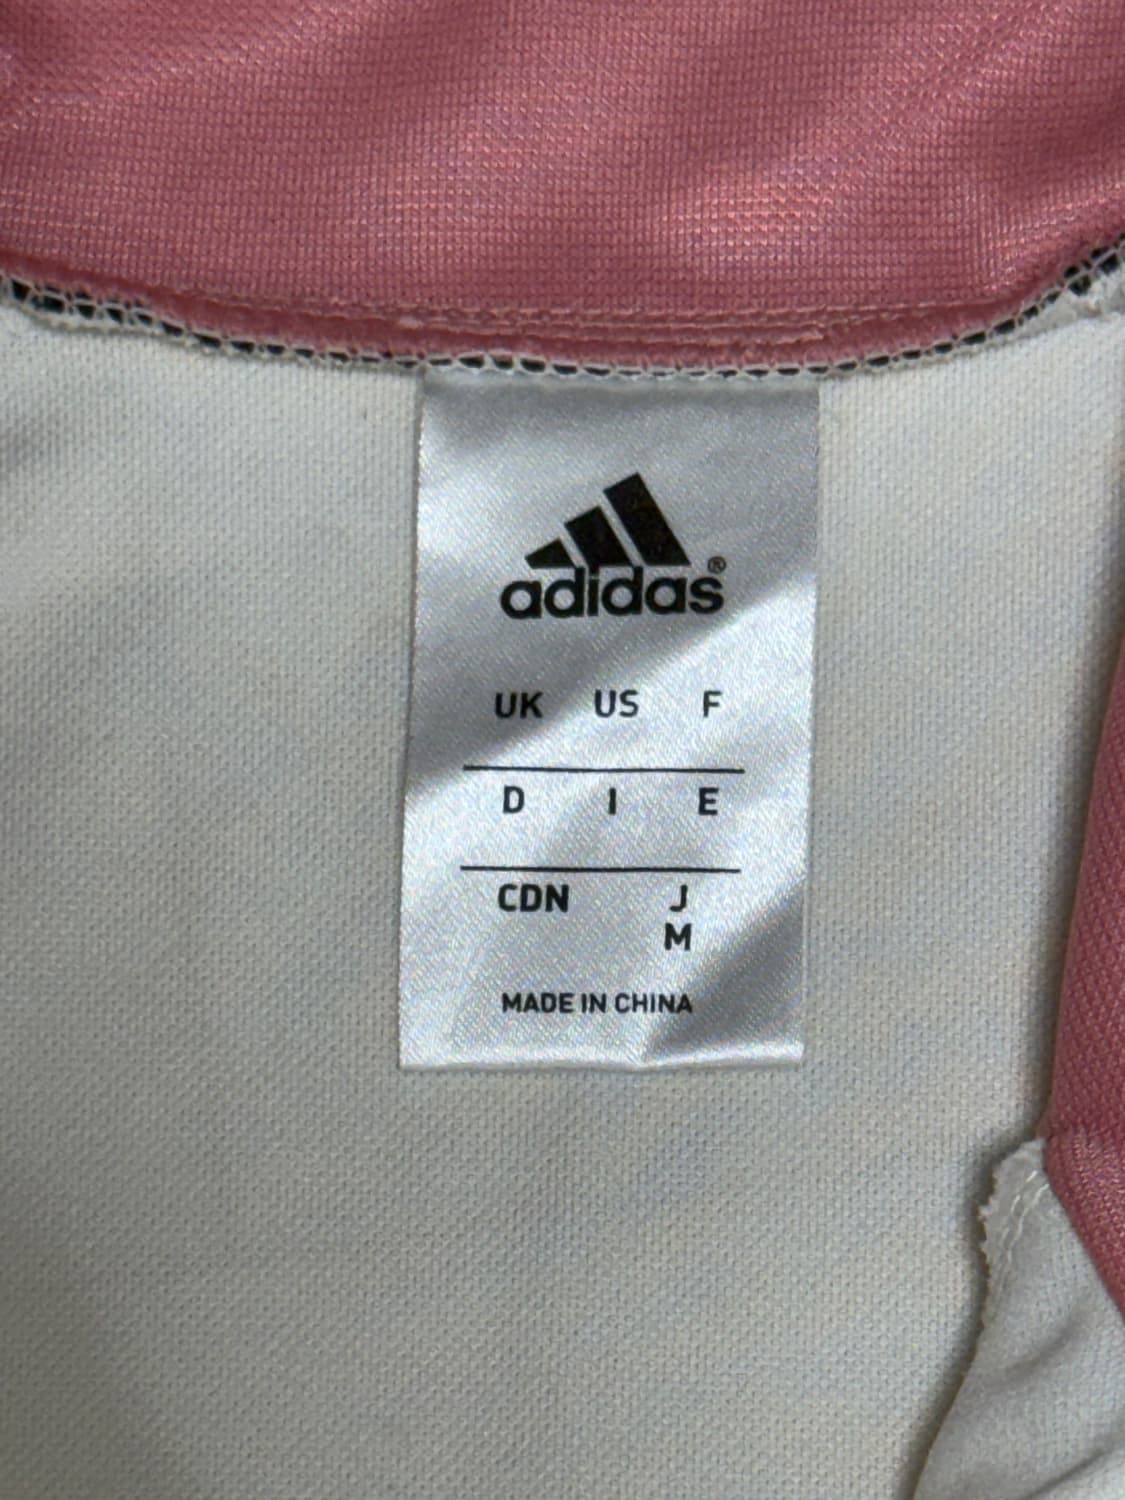 adidas®
UK US F
D I E
CDN J
M
MADE IN CHINA